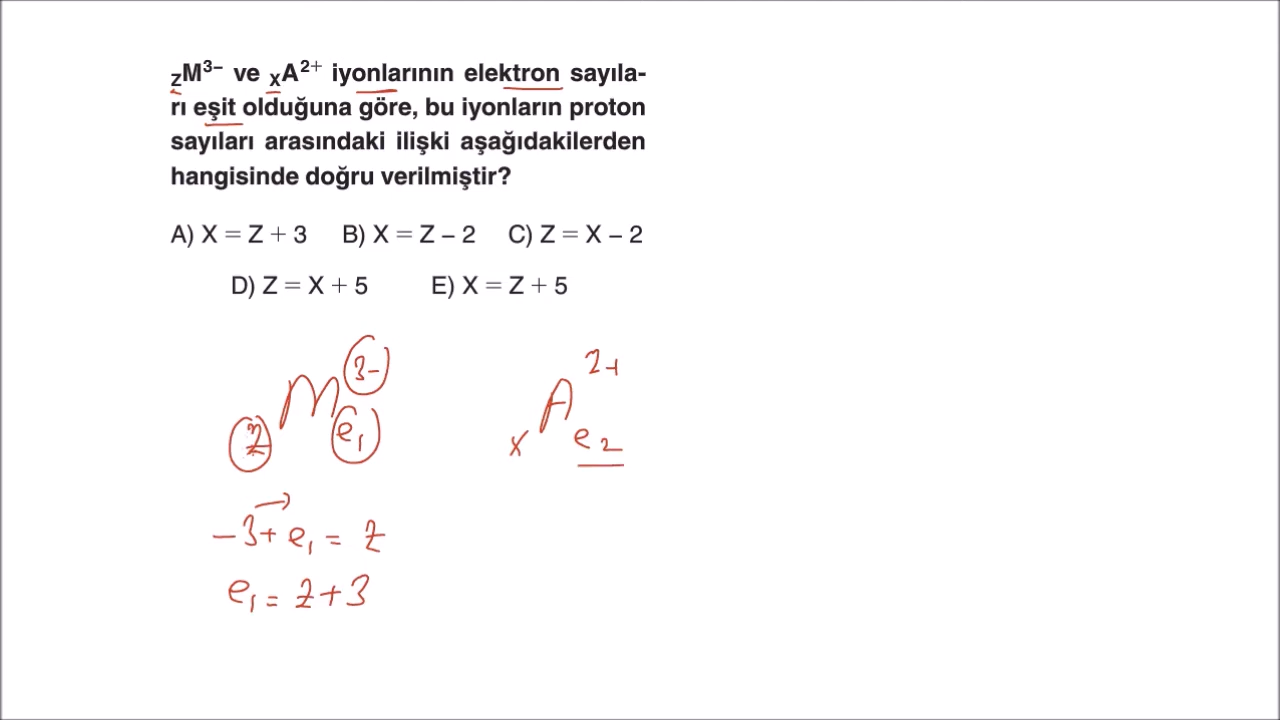 ZM3– ve XA2+ iyonlarının elektron sayıla-
rı eşit olduğuna göre, bu iyonların proton
sayıları arasındaki ilişki aşağıdakilerden
hangisinde doğru verilmiştir?
A) X = Z + 3 B) X = Z – 2 C) Z = X – 2
D) Z = X + 5 E) X = Z + 5
3- 2+
M A
z e1 x e2
-3+ e1 = z
e1 = z+3